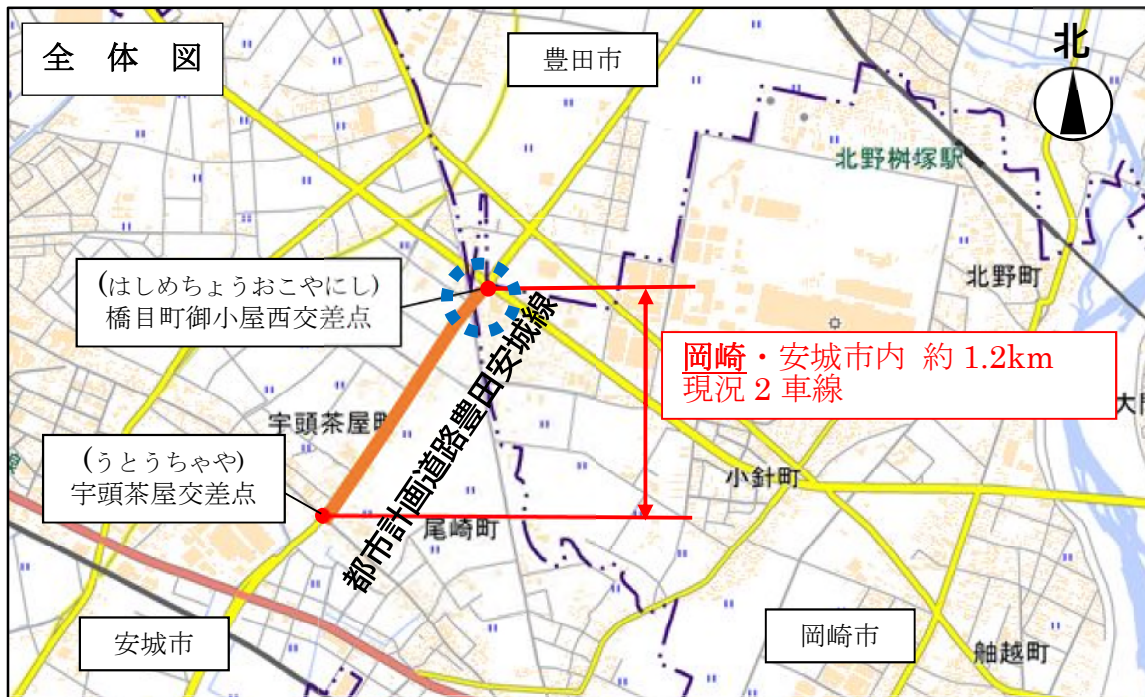 全 体 図
豊田市
北
北野桝塚駅
(はしめちょうおこやにし)
橋目町御小屋西交差点
北野町
都市計画道路豊田安城線
岡崎・安城市内 約 1.2km
現況 2 車線
宇頭茶屋町
(うとうちゃや)
宇頭茶屋交差点
小針町
尾崎町
安城市
岡崎市
舳越町